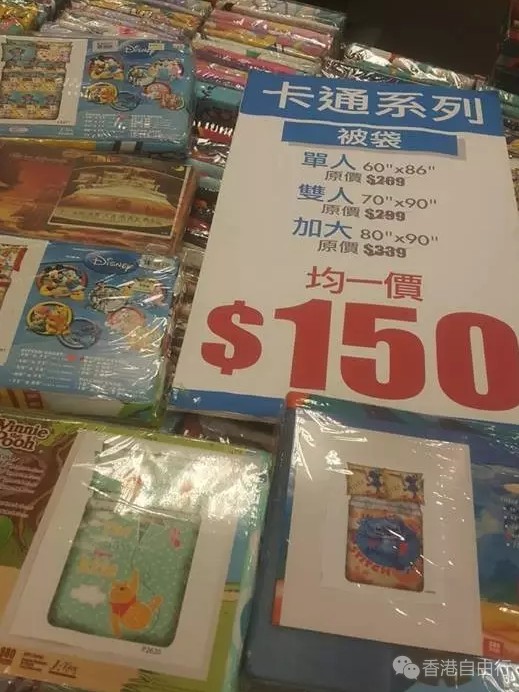 卡通系列
被袋
單人 60"x86"
原價 $269
雙人 70"x90"
原價 $299
加大 80"x90"
原價 $339
均一價
$150
Disney
Disney
Winnie
Pooh
P2635
香港自由行